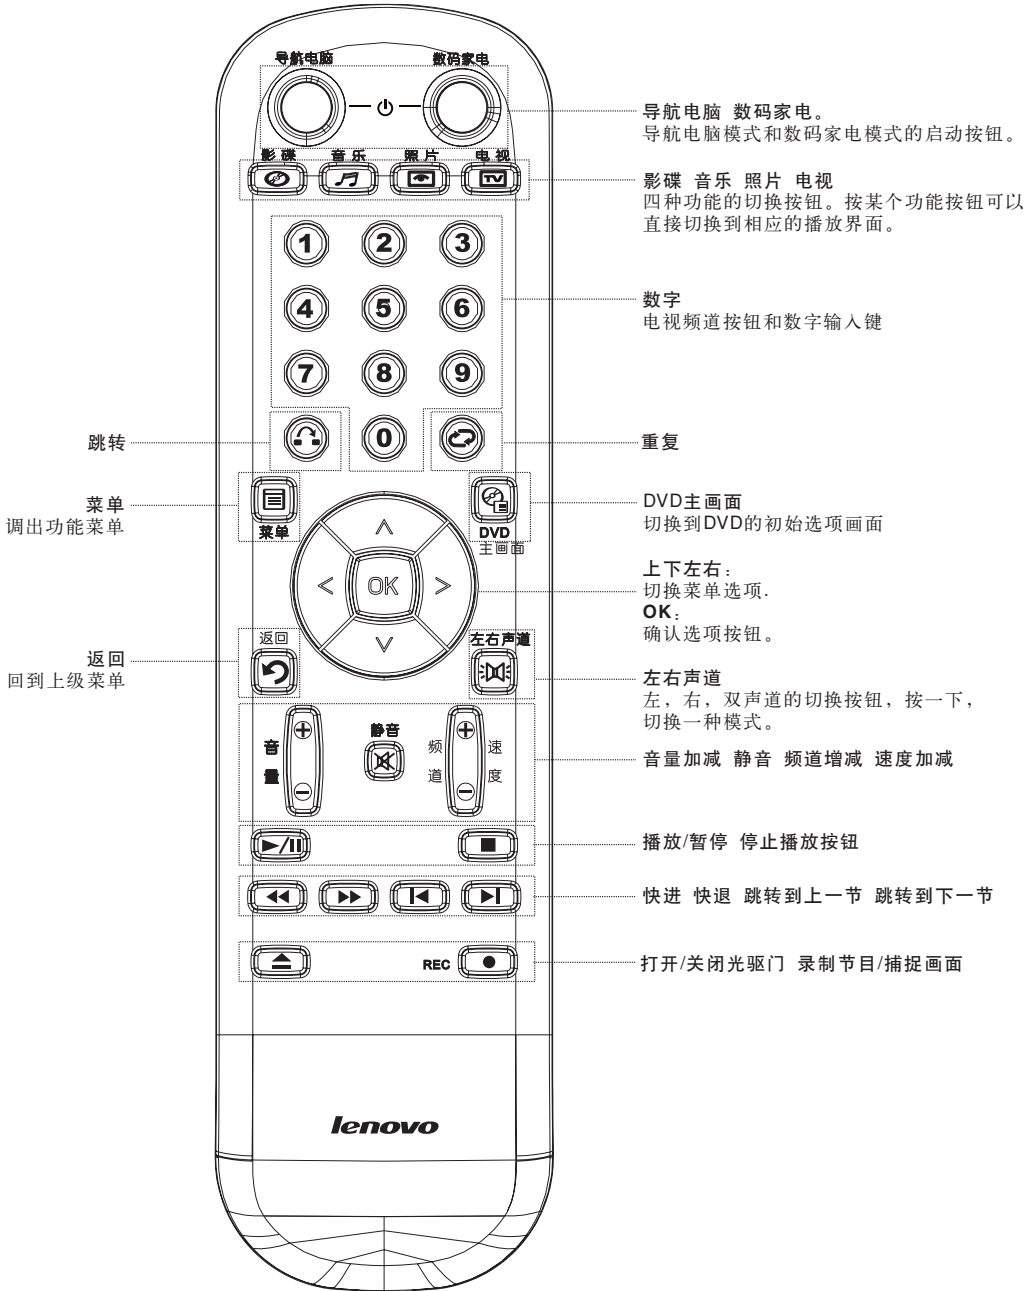 导航电脑 数码家电
导航电脑 数码家电。
导航电脑模式和数码家电模式的启动按钮。
影碟 音乐 照片 电视
TV
影碟 音乐 照片 电视
四种功能的切换按钮。按某个功能按钮可以
直接切换到相应的播放界面。
1 2 3
4 5 6
数字
电视频道按钮和数字输入键
7 8 9
0
跳转
重复
菜单
调出功能菜单
菜单
DVD
主画面
DVD主画面
切换到DVD的初始选项画面
OK
上下左右：
切换菜单选项.
OK：
确认选项按钮。
返回
回到上级菜单
返回
左右声道
左右声道
左，右，双声道的切换按钮，按一下，
切换一种模式。
音量
静音
频道
速度
音量加减 静音 频道增减 速度加减
播放/暂停 停止播放按钮
快进 快退 跳转到上一节 跳转到下一节
REC
打开/关闭光驱门 录制节目/捕捉画面
lenovo